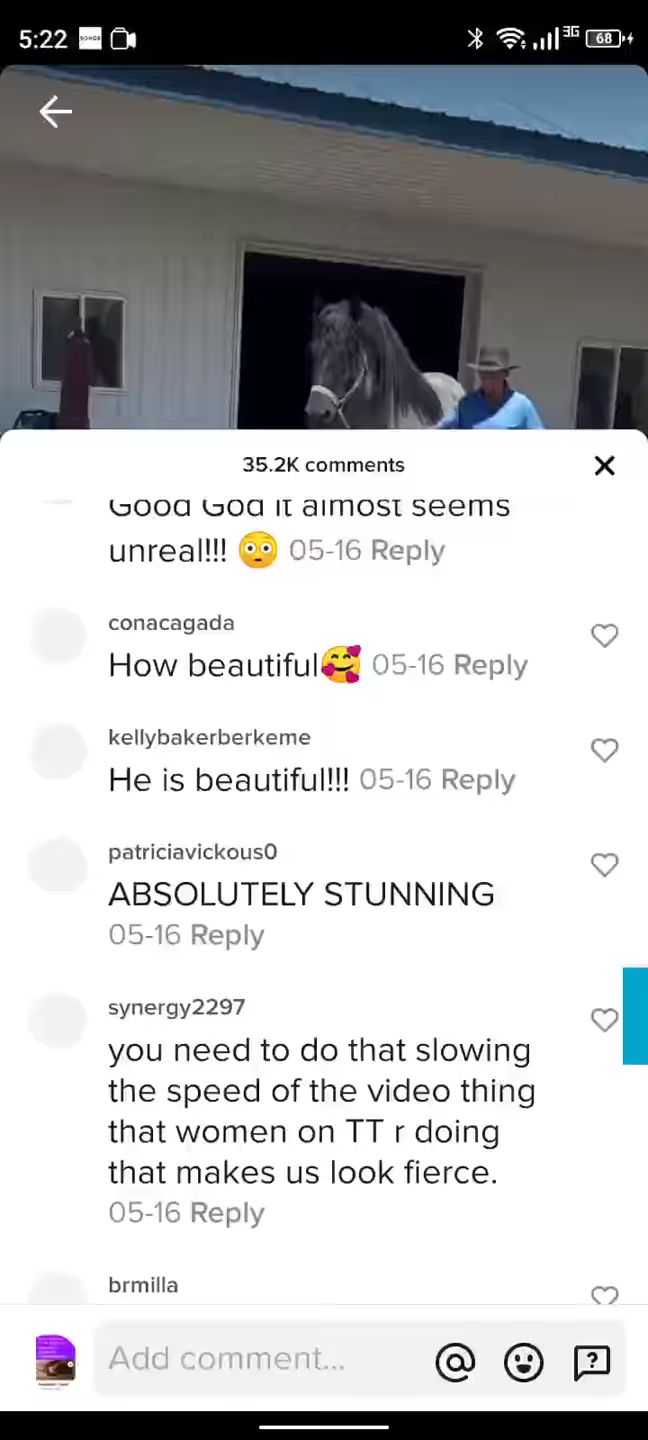 5:22
3G
68
35.2K comments
Good God it almost seems
unreal!!! 😳 05-16 Reply
conacagada
How beautiful🥰 05-16 Reply
kellybakerberkeme
He is beautiful!!! 05-16 Reply
patriciavickous0
ABSOLUTELY STUNNING
05-16 Reply
synergy2297
you need to do that slowing
the speed of the video thing
that women on TT r doing
that makes us look fierce.
05-16 Reply
brmilla
Add comment...